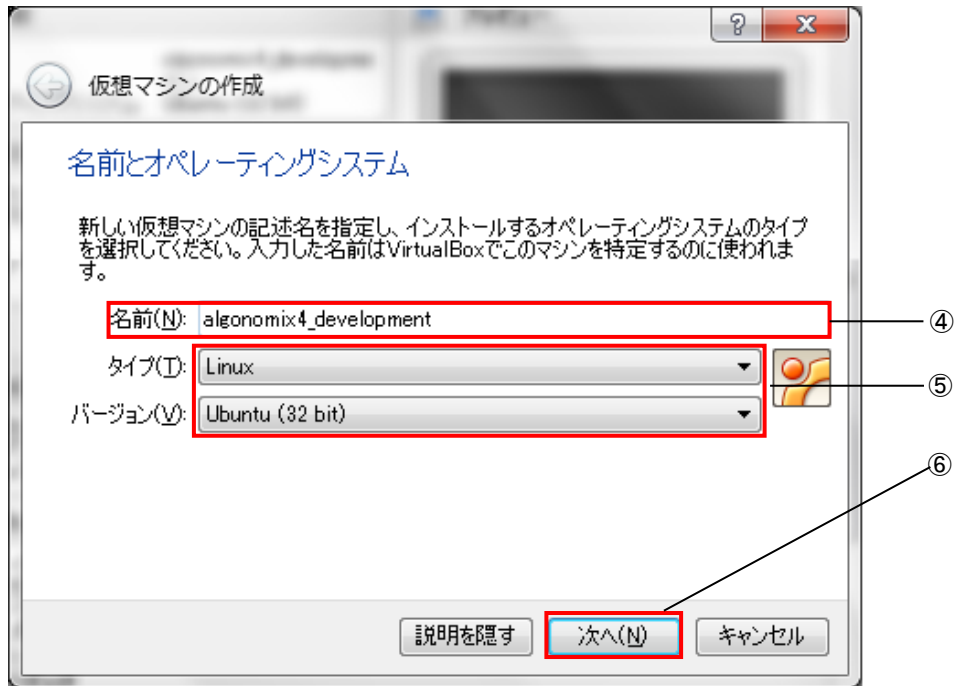 仮想マシンの作成
名前とオペレーティングシステム
新しい仮想マシンの記述名を指定し、インストールするオペレーティングシステムのタイプ
を選択してください。入力した名前はVirtualBoxでこのマシンを特定するのに使われま
す。
名前(N): algonomix4_development
④
タイプ(T): Linux
⑤
バージョン(V): Ubuntu (32 bit)
⑥
説明を隠す 次へ(N) キャンセル